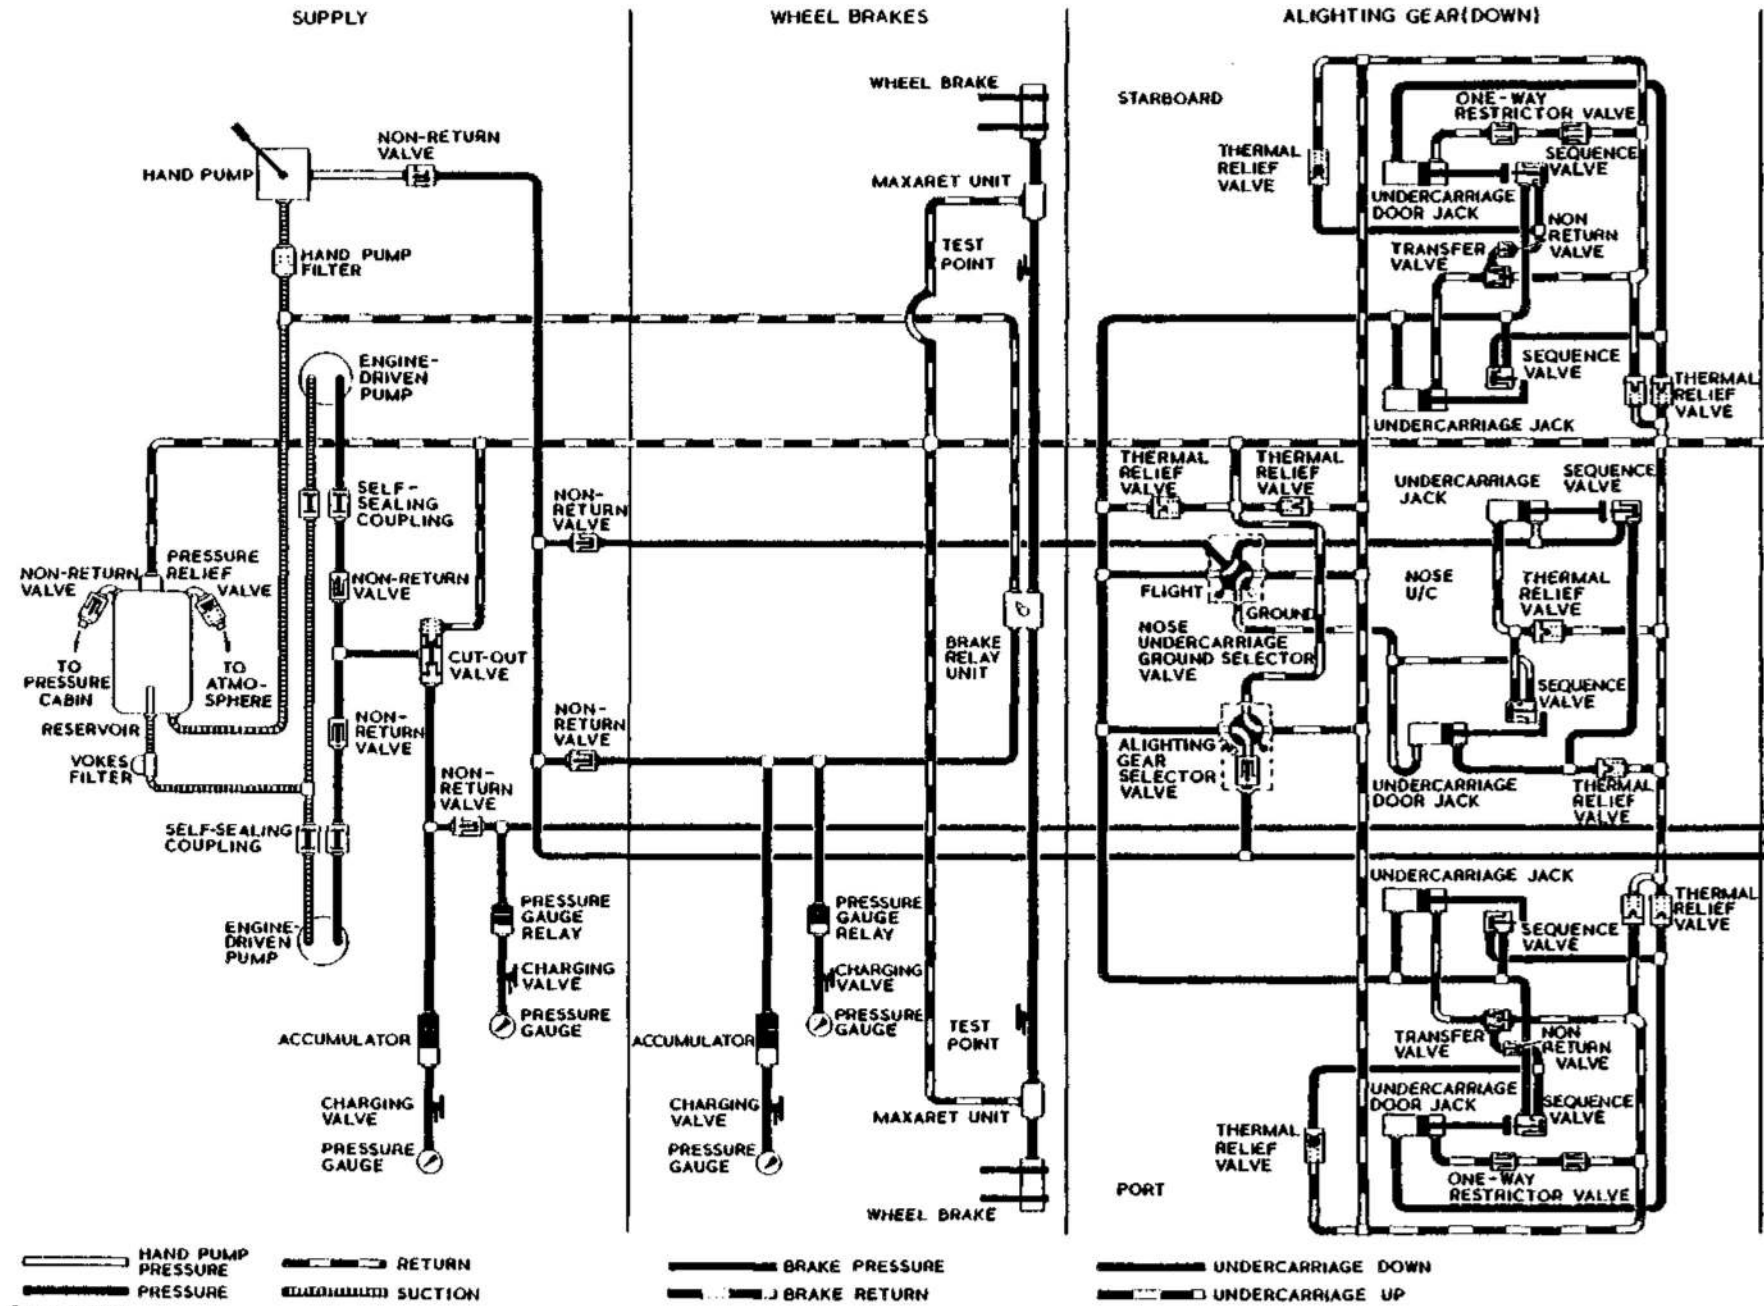 SUPPLY
WHEEL BRAKES
ALIGHTING GEAR(DOWN)
HAND PUMP
NON-RETURN
VALVE
HAND PUMP
FILTER
ENGINE-
DRIVEN
PUMP
SELF-
SEALING
COUPLING
NON-RETURN
VALVE
PRESSURE
RELIEF
VALVE
NON-RETURN
VALVE
TO
PRESSURE
CABIN
TO
ATMO-
SPHERE
CUT-OUT
VALVE
RESERVOIR
VOKES
FILTER
NON-
RETURN
VALVE
NON-
RETURN
VALVE
SELF-SEALING
COUPLING
ENGINE-
DRIVEN
PUMP
PRESSURE
GAUGE
RELAY
CHARGING
VALVE
PRESSURE
GAUGE
ACCUMULATOR
CHARGING
VALVE
PRESSURE
GAUGE
NON-
RETURN
VALVE
NON-
RETURN
VALVE
WHEEL BRAKE
MAXARET UNIT
TEST
POINT
BRAKE
RELAY
UNIT
PRESSURE
GAUGE
RELAY
CHARGING
VALVE
PRESSURE
GAUGE
ACCUMULATOR
CHARGING
VALVE
PRESSURE
GAUGE
TEST
POINT
MAXARET UNIT
WHEEL BRAKE
STARBOARD
THERMAL
RELIEF
VALVE
ONE-WAY
RESTRICTOR VALVE
SEQUENCE
VALVE
UNDERCARRIAGE
DOOR JACK
NON
RETURN
VALVE
TRANSFER
VALVE
SEQUENCE
VALVE
THERMAL
RELIEF
VALVE
UNDERCARRIAGE JACK
THERMAL
RELIEF
VALVE
THERMAL
RELIEF
VALVE
UNDERCARRIAGE
JACK
SEQUENCE
VALVE
FLIGHT
GROUND
NOSE
UNDERCARRIAGE
GROUND SELECTOR
VALVE
NOSE
U/C
THERMAL
RELIEF
VALVE
SEQUENCE
VALVE
ALIGHTING
GEAR
SELECTOR
VALVE
UNDERCARRIAGE
DOOR JACK
THERMAL
RELIEF
VALVE
UNDERCARRIAGE JACK
THERMAL
RELIEF
VALVE
SEQUENCE
VALVE
TRANSFER
VALVE
NON
RETURN
VALVE
UNDERCARRIAGE
DOOR JACK
SEQUENCE
VALVE
THERMAL
RELIEF
VALVE
ONE-WAY
RESTRICTOR VALVE
PORT
HAND PUMP
PRESSURE
PRESSURE
RETURN
SUCTION
BRAKE PRESSURE
BRAKE RETURN
UNDERCARRIAGE DOWN
UNDERCARRIAGE UP